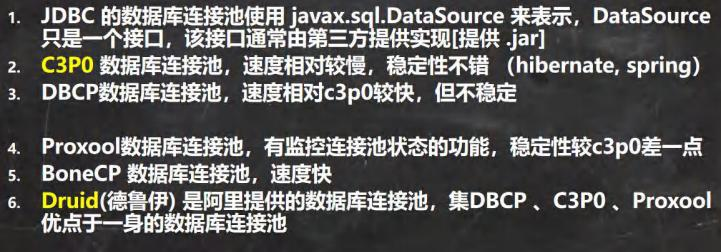 1. JDBC 的数据库连接池使用 javax.sql.DataSource 来表示，DataSource
只是一个接口，该接口通常由第三方提供实现[提供 .jar]
2. C3P0 数据库连接池，速度相对较慢，稳定性不错 （hibernate, spring）
3. DBCP数据库连接池，速度相对c3p0较快，但不稳定
4. Proxool数据库连接池，有监控连接池状态的功能，稳定性较c3p0差一点
5. BoneCP 数据库连接池，速度快
6. Druid(德鲁伊) 是阿里提供的数据库连接池，集DBCP 、C3P0 、Proxool
优点于一身的数据库连接池